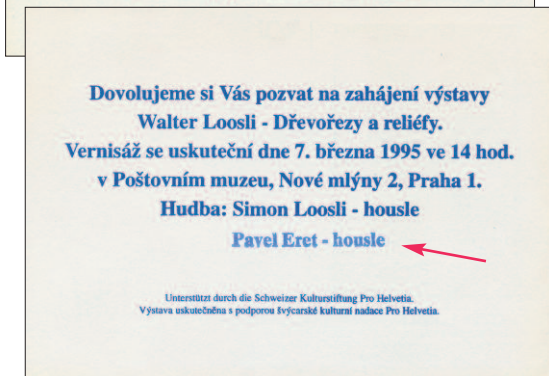 Dovolujeme si Vás pozvat na zahájení výstavy
Walter Loosli - Dřevořezy a reliéfy.
Vernisáž se uskuteční dne 7. března 1995 ve 14 hod.
v Poštovním muzeu, Nové mlýny 2, Praha 1.
Hudba: Simon Loosli - housle
Pavel Eret - housle
Unterstützt durch die Schweizer Kulturstiftung Pro Helvetia.
Výstava uskutečněna s podporou švýcarské kulturní nadace Pro Helvetia.